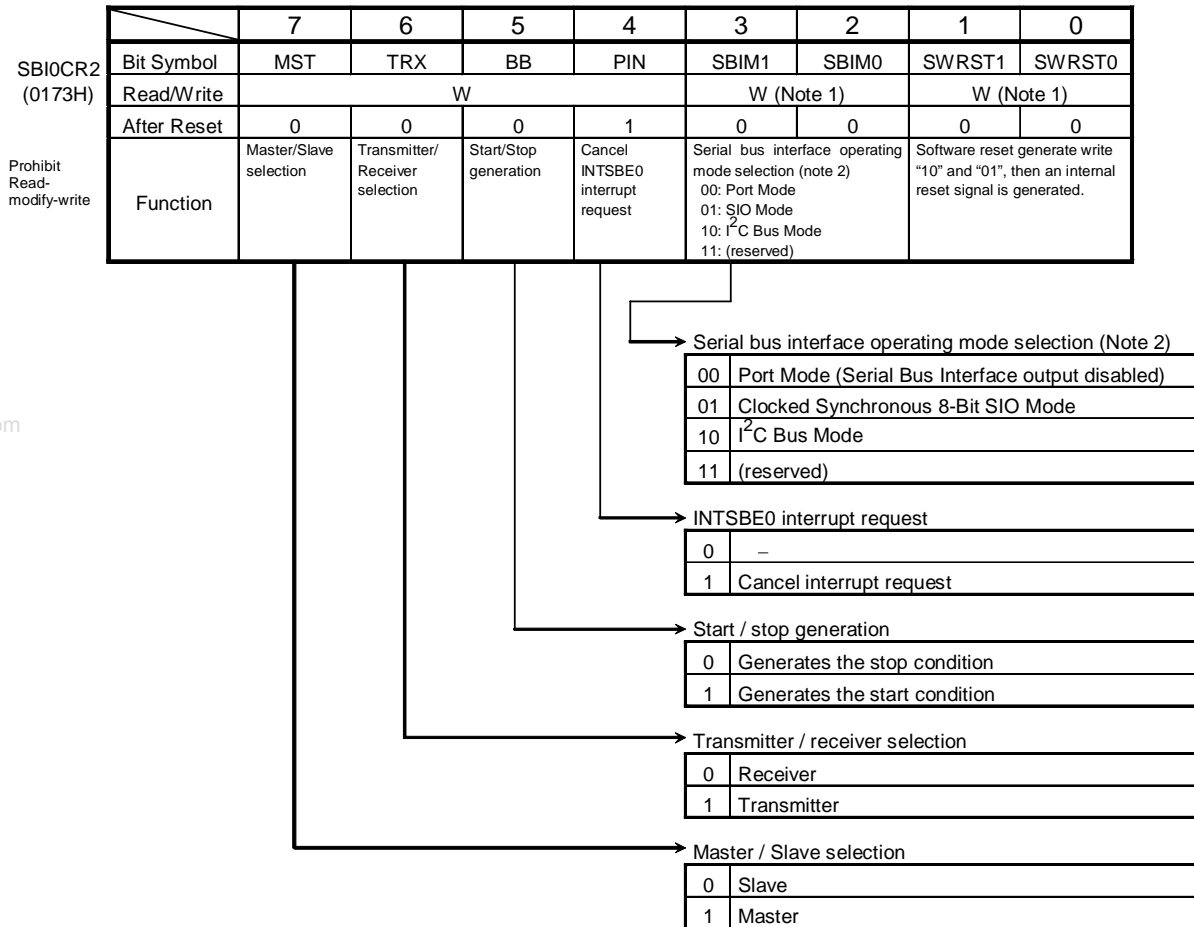 7 6 5 4 3 2 1 0
SBI0CR2
(0173H)
Bit Symbol MST TRX BB PIN SBIM1 SBIM0 SWRST1 SWRST0
Read/Write W W (Note 1) W (Note 1)
After Reset 0 0 0 1 0 0 0 0
Prohibit
Read-
modify-write
Function
Master/Slave
selection
Transmitter/
Receiver
selection
Start/Stop
generation
Cancel
INTSBE0
interrupt
request
Serial bus interface operating
mode selection (note 2)
00: Port Mode
01: SIO Mode
10: I²C Bus Mode
11: (reserved)
Software reset generate write
“10” and “01”, then an internal
reset signal is generated.
Serial bus interface operating mode selection (Note 2)
00 Port Mode (Serial Bus Interface output disabled)
01 Clocked Synchronous 8-Bit SIO Mode
10 I²C Bus Mode
11 (reserved)
om
INTSBE0 interrupt request
0 –
1 Cancel interrupt request
Start / stop generation
0 Generates the stop condition
1 Generates the start condition
Transmitter / receiver selection
0 Receiver
1 Transmitter
Master / Slave selection
0 Slave
1 Master